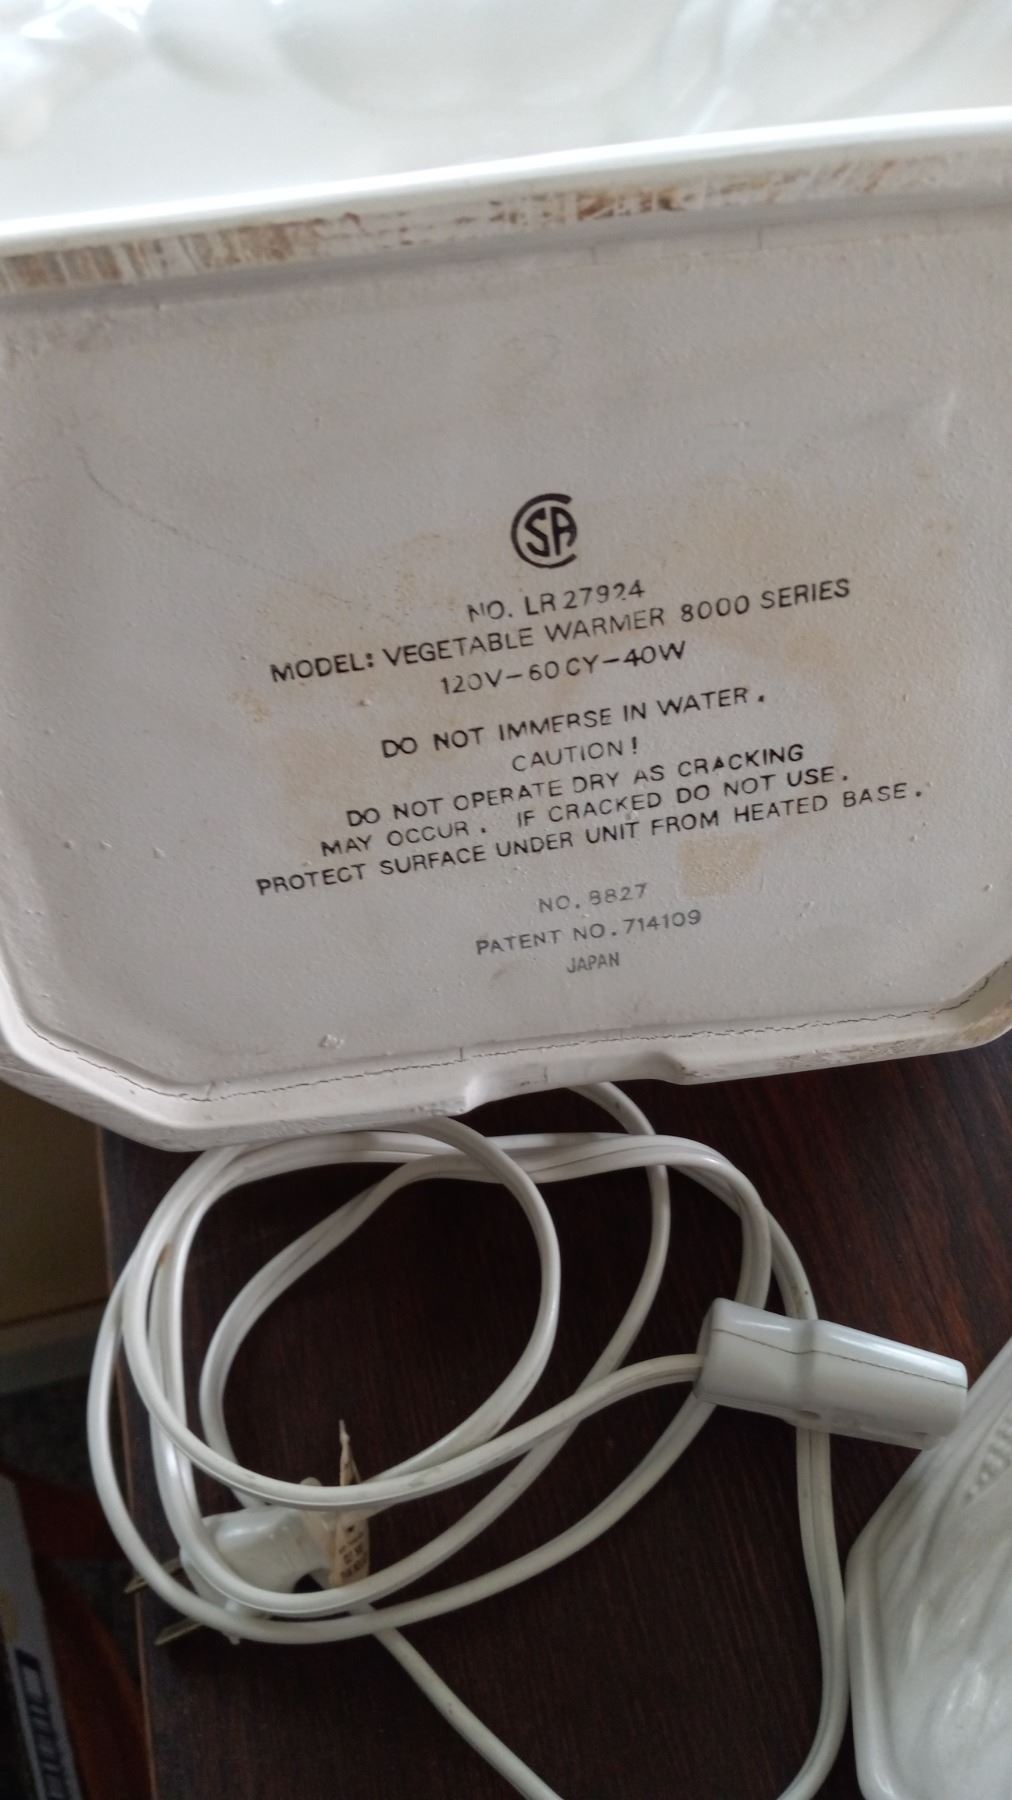 CSA
NO. LR 27924
MODEL: VEGETABLE WARMER 8000 SERIES
120V-60CY-40W
DO NOT IMMERSE IN WATER.
CAUTION!
DO NOT OPERATE DRY AS CRACKING
MAY OCCUR. IF CRACKED DO NOT USE.
PROTECT SURFACE UNDER UNIT FROM HEATED BASE.
NO. 8827
PATENT NO. 714109
JAPAN